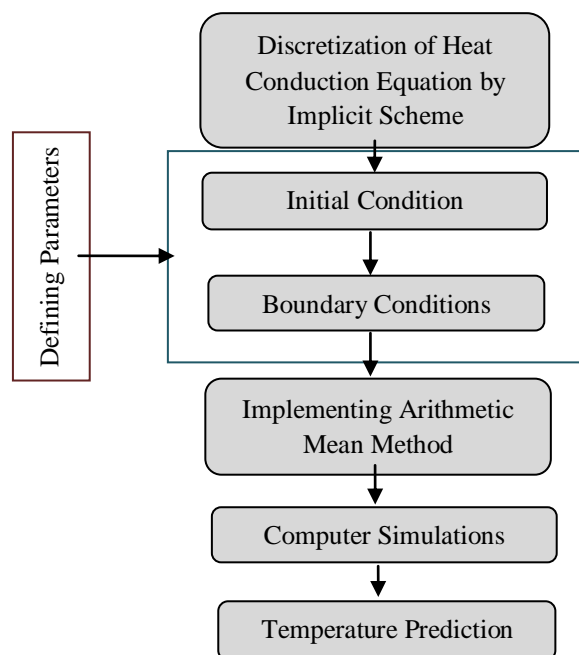 Discretization of Heat
Conduction Equation by
Implicit Scheme
Defining Parameters
Initial Condition
Boundary Conditions
Implementing Arithmetic
Mean Method
Computer Simulations
Temperature Prediction